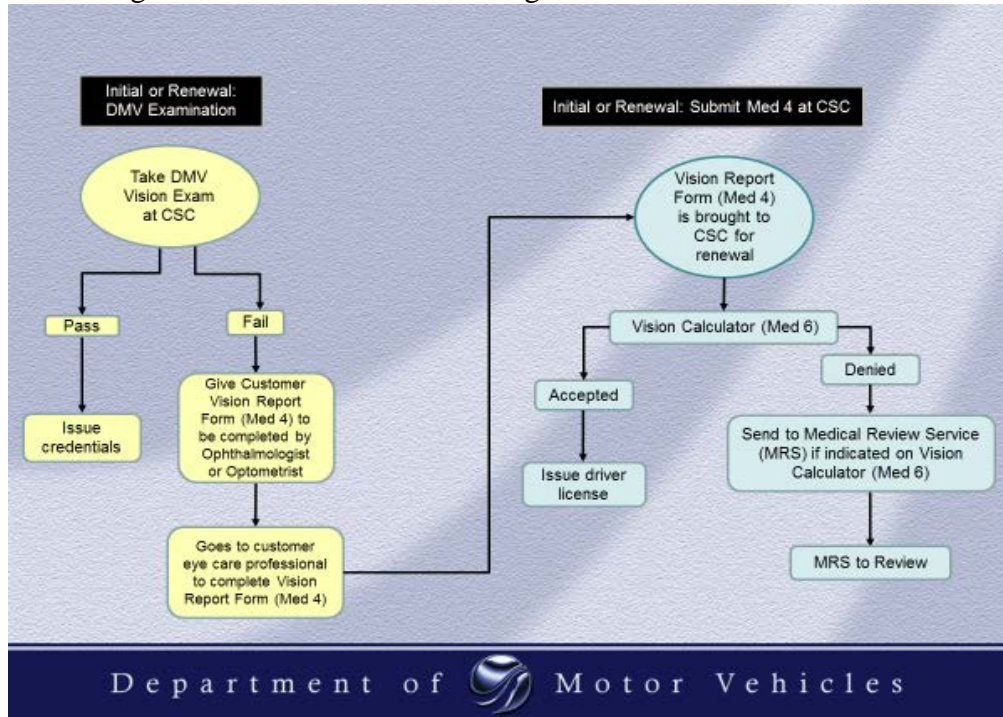 Initial or Renewal:
DMV Examination
Take DMV
Vision Exam
at CSC
Pass
Fail
Issue
credentials
Give Customer
Vision Report
Form (Med 4) to
be completed by
Ophthalmologist
or Optometrist
Goes to customer
eye care professional
to complete Vision
Report Form (Med 4)
Initial or Renewal: Submit Med 4 at CSC
Vision Report
Form (Med 4)
is brought to
CSC for
renewal
Vision Calculator (Med 6)
Accepted
Denied
Issue driver
license
Send to Medical Review Service
(MRS) if indicated on Vision
Calculator (Med 6)
MRS to Review
Department of Motor Vehicles